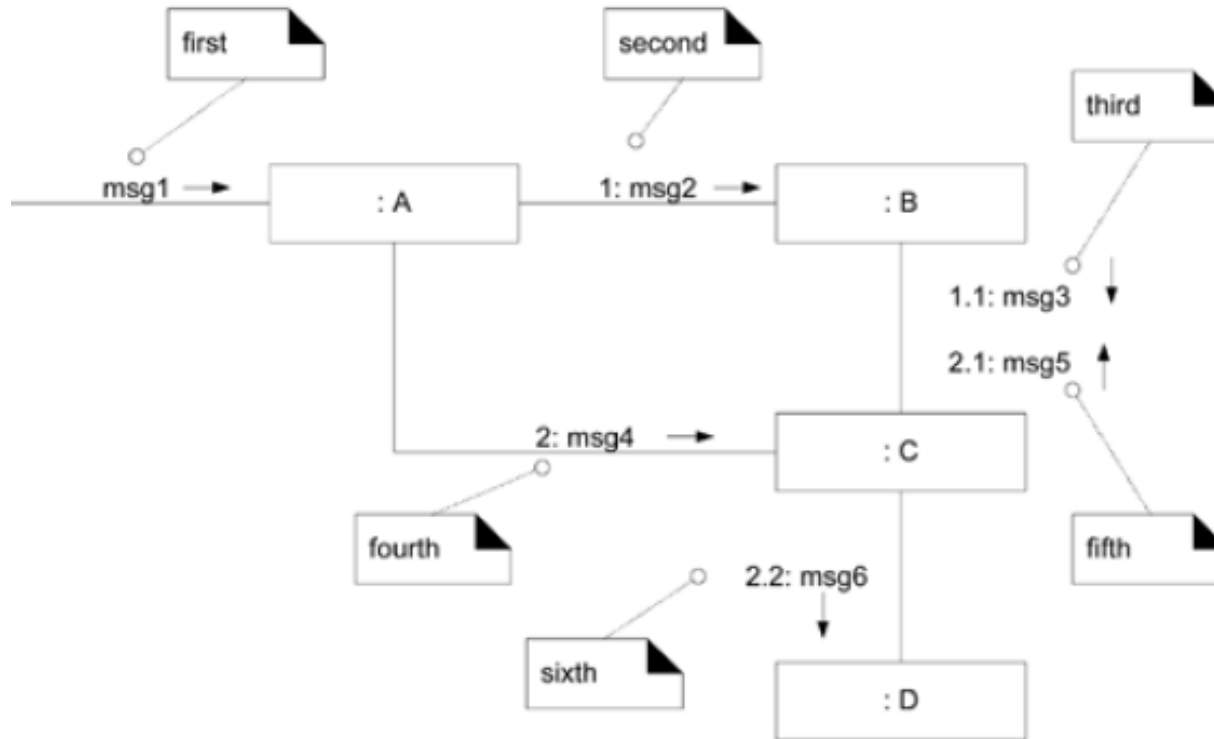 first
second
third
msg1
: A
1: msg2
: B
1.1: msg3
2.1: msg5
2: msg4
: C
fourth
fifth
2.2: msg6
sixth
: D